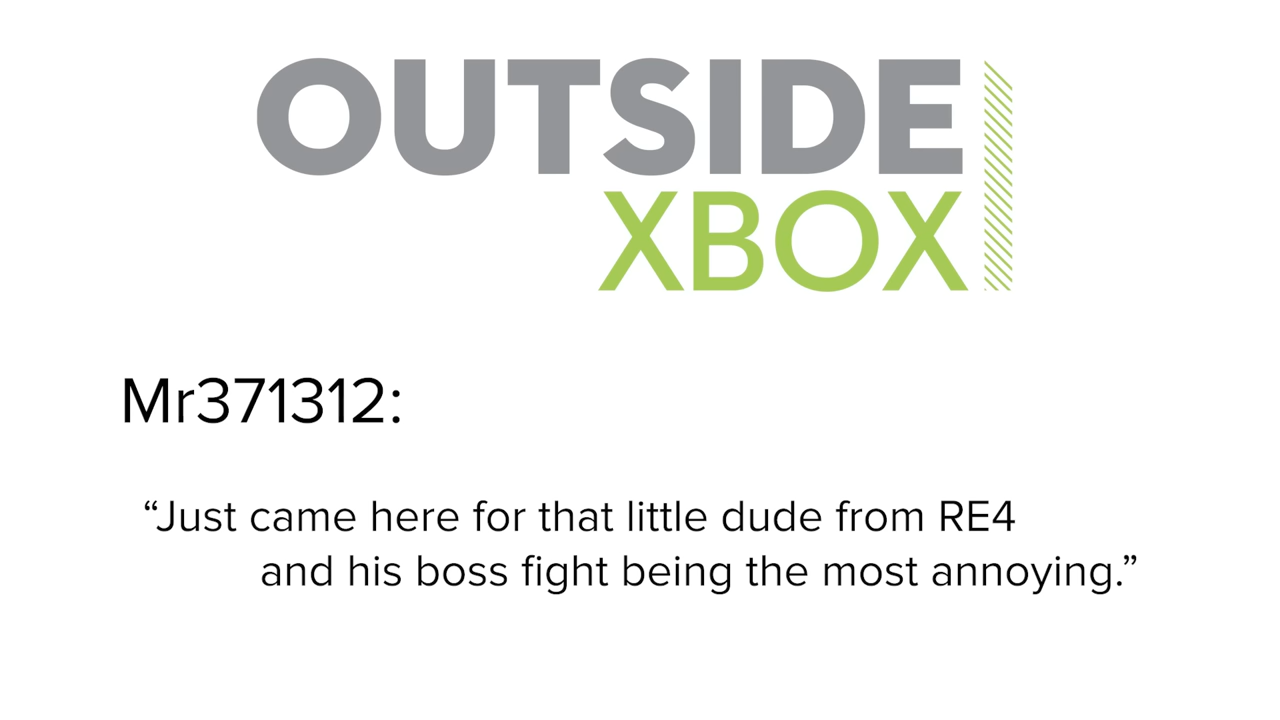 OUTSIDE
XBOX
Mr371312:
“Just came here for that little dude from RE4
and his boss fight being the most annoying.”